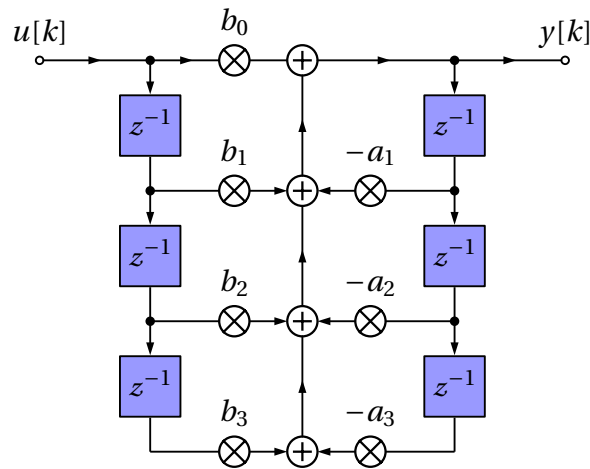 u[k] b₀ y[k]
z⁻¹ z⁻¹
b₁ −a₁
z⁻¹ z⁻¹
b₂ −a₂
z⁻¹ z⁻¹
b₃ −a₃